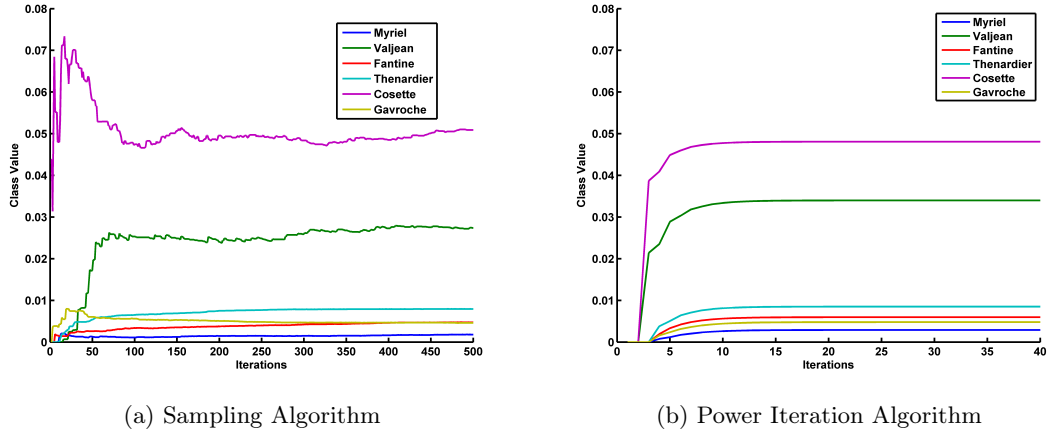 0.08
0.07
0.06
0.05
0.04
0.03
0.02
0.01
0
Class Value
Myriel
Valjean
Fantine
Thenardier
Cosette
Gavroche
50 100 150 200 250 300 350 400 450 500
Iterations
(a) Sampling Algorithm
0.08
0.07
0.06
0.05
0.04
0.03
0.02
0.01
0
Class Value
Myriel
Valjean
Fantine
Thenardier
Cosette
Gavroche
0 5 10 15 20 25 30 35 40
Iterations
(b) Power Iteration Algorithm